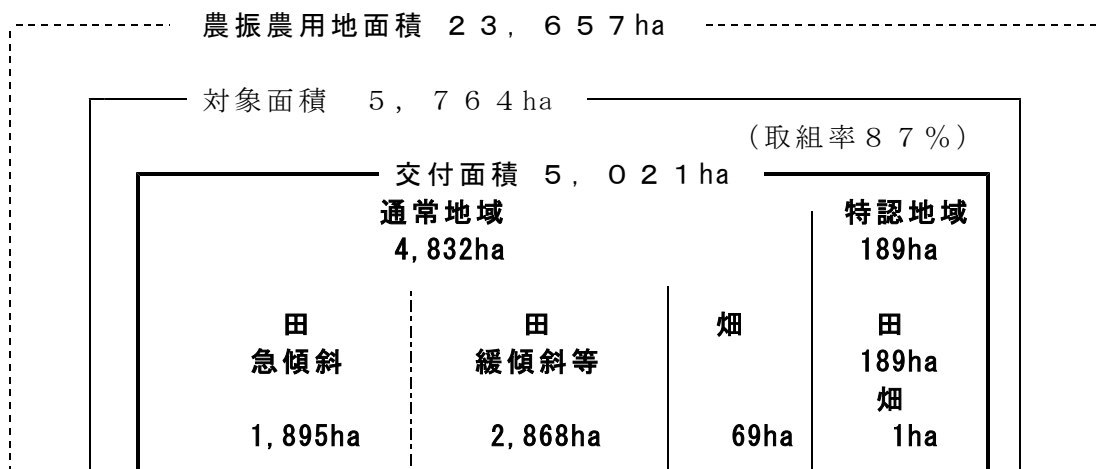 農振農用地面積 ２３，６５７ha
対象面積 ５，７６４ha
（取組率８７％）
交付面積 ５，０２１ha
通常地域 特認地域
4,832ha 189ha
田 田 畑 田
急傾斜 緩傾斜等 189ha
畑
1,895ha 2,868ha 69ha 1ha